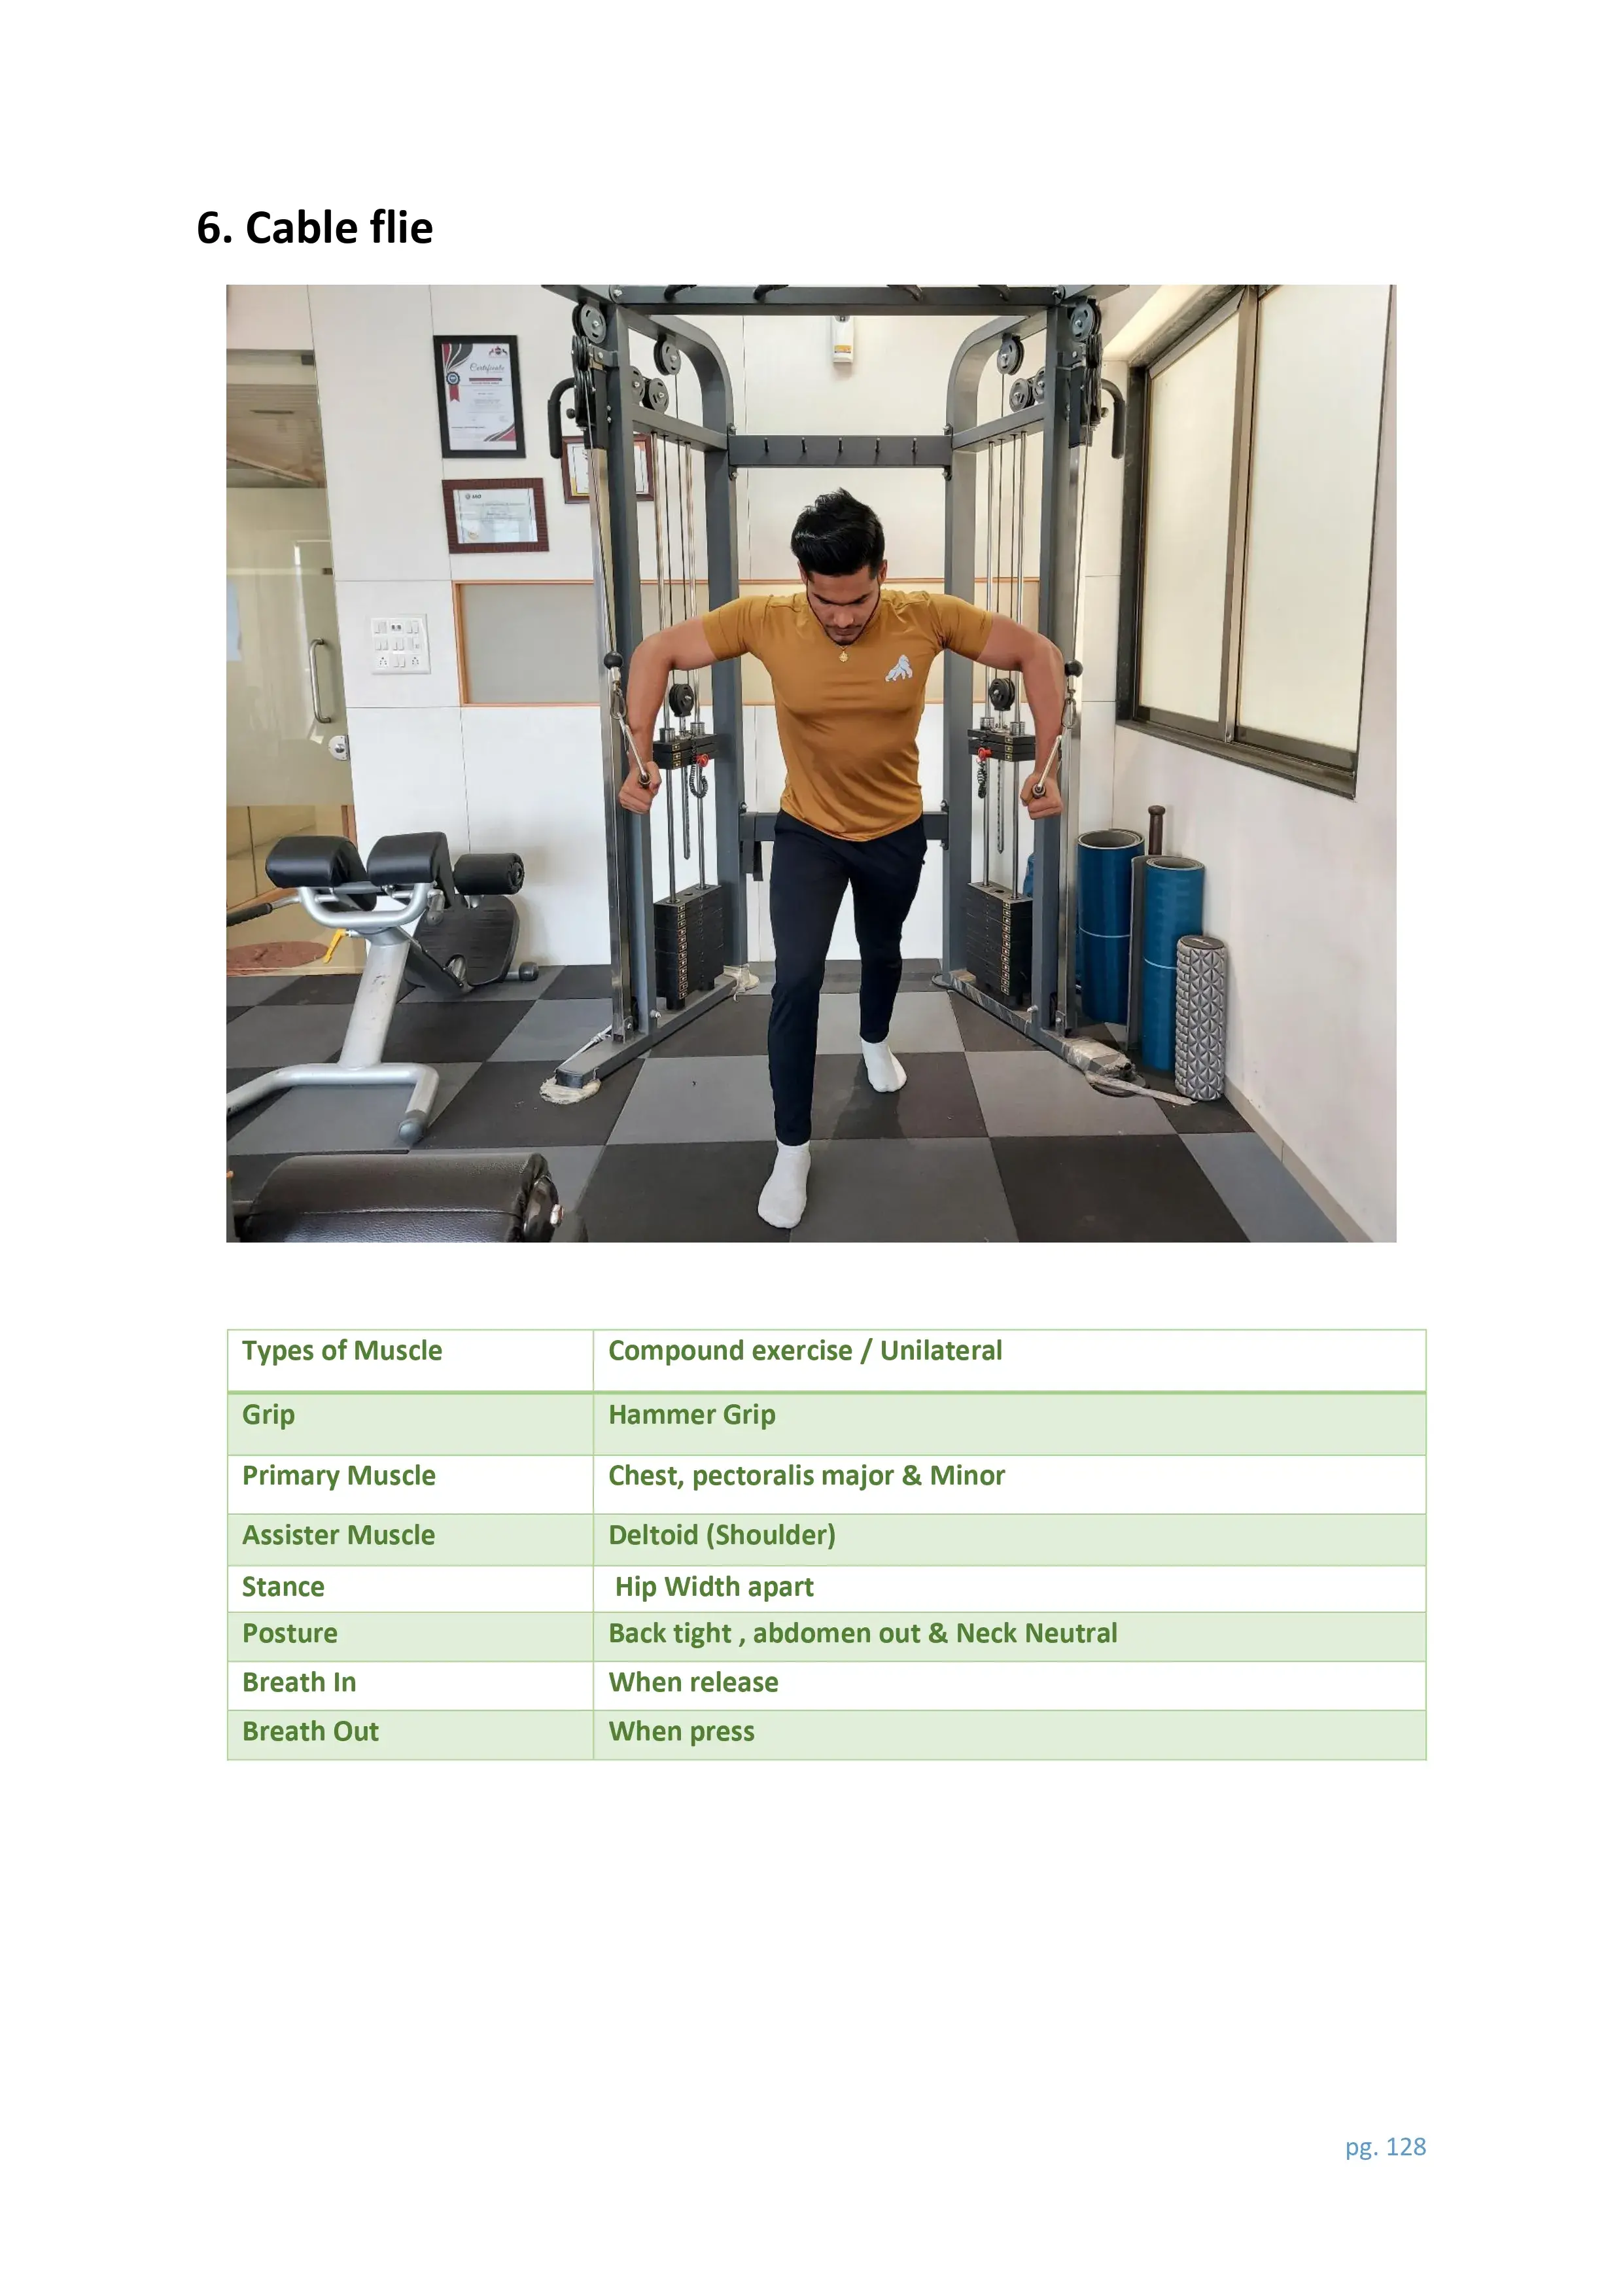 6. Cable flie
Certificate
Types of Muscle Compound exercise / Unilateral
Grip Hammer Grip
Primary Muscle Chest, pectoralis major & Minor
Assister Muscle Deltoid (Shoulder)
Stance Hip Width apart
Posture Back tight , abdomen out & Neck Neutral
Breath In When release
Breath Out When press
pg. 128